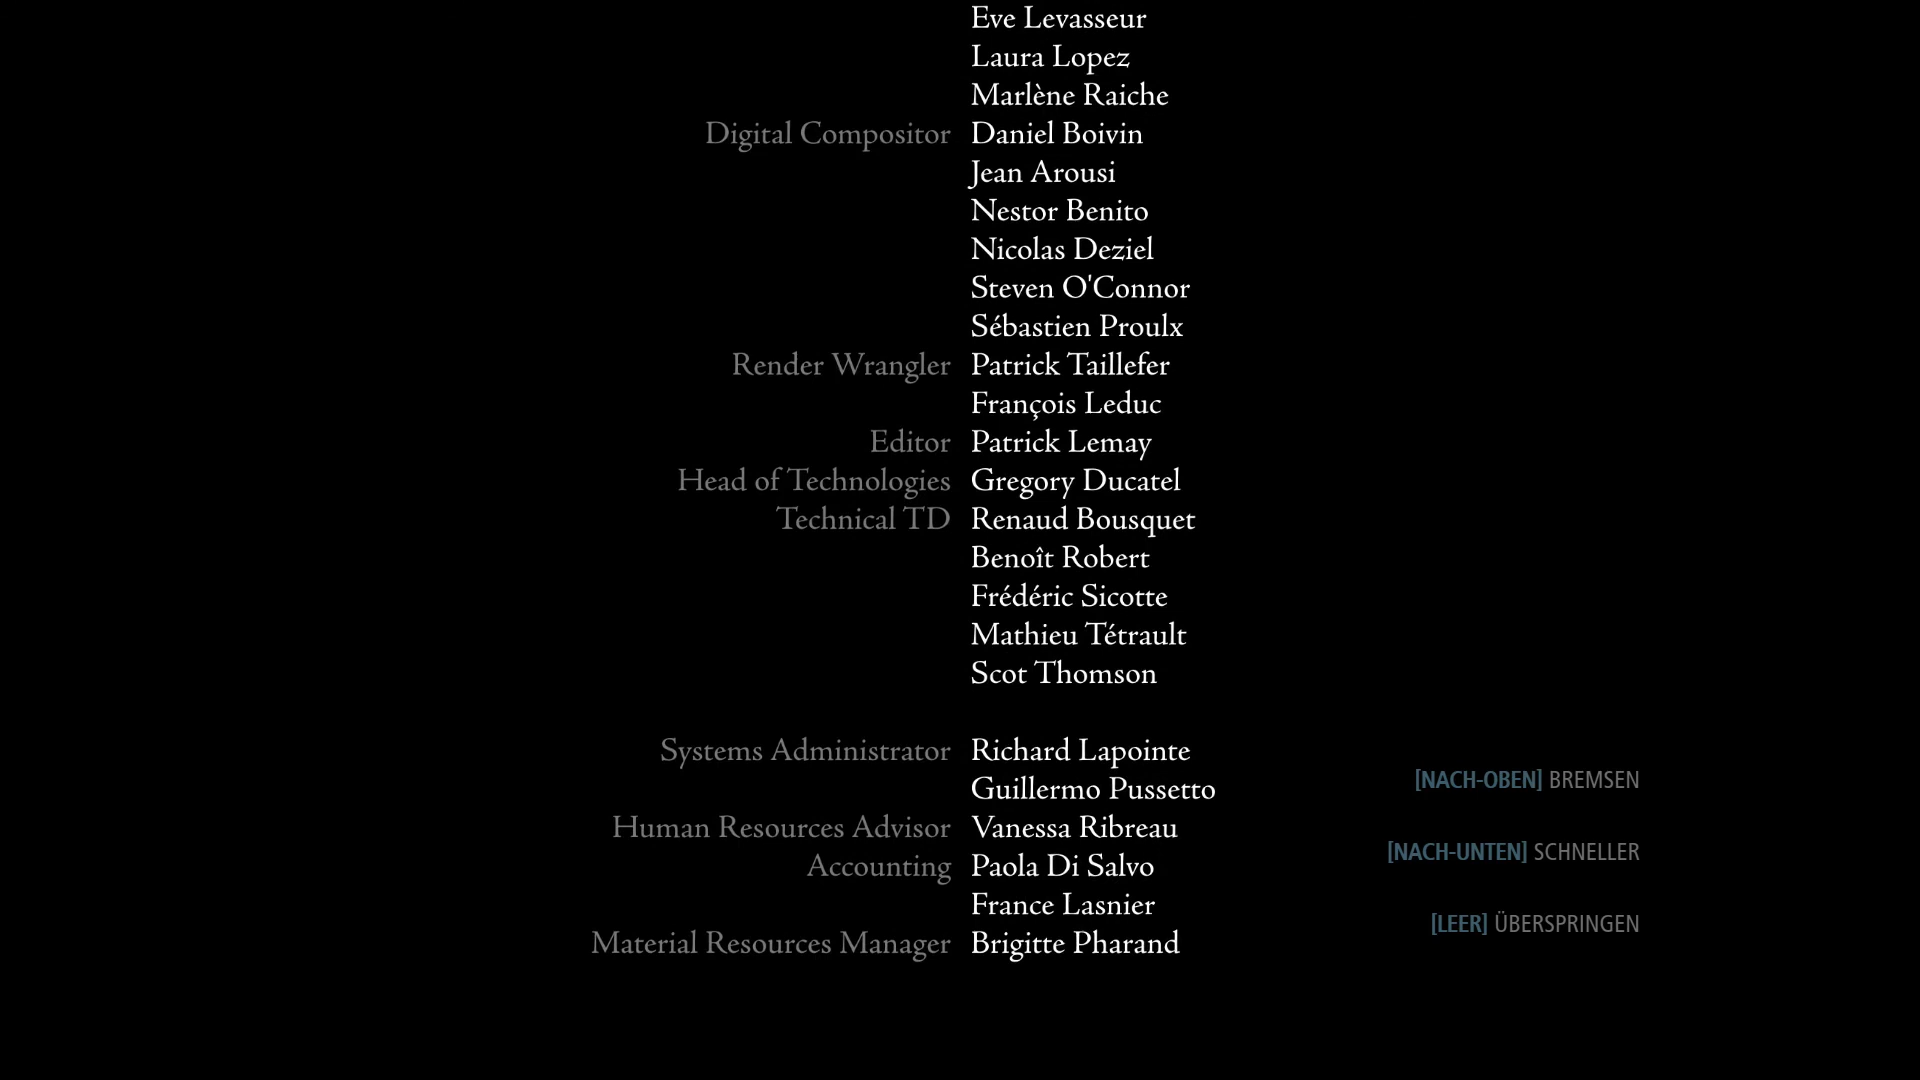 Eve Levasseur
Laura Lopez
Marlène Raiche
Digital Compositor Daniel Boivin
Jean Arousi
Nestor Benito
Nicolas Deziel
Steven O'Connor
Sébastien Proulx
Render Wrangler Patrick Taillefer
François Leduc
Editor Patrick Lemay
Head of Technologies Gregory Ducatel
Technical TD Renaud Bousquet
Benoît Robert
Frédéric Sicotte
Mathieu Tétrault
Scot Thomson
Systems Administrator Richard Lapointe
[NACH-OBEN] BREMSEN
Guillermo Pussetto
Human Resources Advisor Vanessa Ribreau
[NACH-UNTEN] SCHNELLER
Accounting Paola Di Salvo
France Lasnier
[LEER] ÜBERSPRINGEN
Material Resources Manager Brigitte Pharand